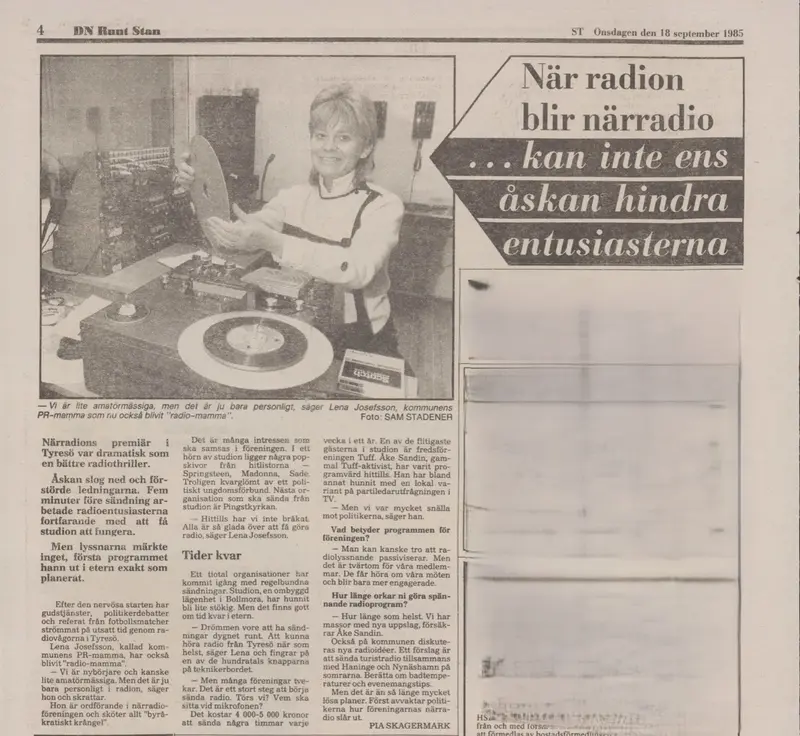 4 DN Runt Stan
ST Onsdagen den 18 september 1985
När radion
blir närradio
... kan inte ens
åskan hindra
entusiasterna
— Vi är lite amatörmässiga, men det är ju bara personligt, säger Lena Josefsson, kommunens
PR-mamma som nu också blivit "radio-mamma".
Foto: SAM STADENER
Närradions premiär i
Tyresö var dramatisk som
en bättre radiothriller.
Åskan slog ned och för-
störde ledningarna. Fem
minuter före sändning ar-
betade radioentusiasterna
fortfarande med att få
studion att fungera.
Men lyssnarna märkte
inget, första programmet
hann ut i etern exakt som
planerat.
Efter den nervösa starten har
gudstjänster, politikerdebatter
och referat från fotbollsmatcher
strömmat på utsatt tid genom ra-
diovågorna i Tyresö.
Lena Josefsson, kallad kom-
munens PR-mamma, har också
blivit "radio-mamma".
— Vi är nybörjare och kanske
lite amatörmässiga. Men det är ju
bara personligt i radion, säger
hon och skrattar.
Hon är ordförande i närradio-
föreningen och sköter allt "byrå-
kratiskt krångel".
Det är många intressen som
ska samsas i föreningen. I ett
hörn av studion ligger några pop-
skivor från hitlistorna —
Springsteen, Madonna, Sade.
Troligen kvarglömt av ett poli-
tiskt ungdomsförbund. Nästa or-
ganisation som ska sända från
studion är Pingstkyrkan.
— Hittills har vi inte bråkat.
Alla är så glada över att få göra
radio, säger Lena Josefsson.
Tider kvar
Ett tiotal organisationer har
kommit igång med regelbundna
sändningar. Studion, en ombyggd
lägenhet i Bollmora, har hunnit
bli lite stökig. Men det finns gott
om tid kvar i etern.
— Drömmen vore att ha sänd-
ningar dygnet runt. Att kunna
höra radio från Tyresö när som
helst, säger Lena och fingrar på
en av de hundratals knapparna
på teknikerbordet.
— Men många föreningar tve-
kar. Det är ett stort steg att börja
sända radio. Törs vi? Vem ska
sitta vid mikrofonen?
Det kostar 4 000–5 000 kronor
att sända några timmar varje
vecka i ett år. En av de flitigaste
gästerna i studion är fredsför-
eningen Tuff. Åke Sandin, gam-
mal Tuff-aktivist, har varit pro-
gramvärd hittills. Han har bland
annat hunnit med en lokal va-
riant på partiledarutfrågningen i
TV.
— Men vi var mycket snälla
mot politikerna, säger han.
Vad betyder programmen för
föreningen?
— Man kan kanske tro att ra-
diolyssnande passiviserar. Men
det är tvärtom för våra medlem-
mar. De får höra om våra möten
och blir bara mer engagerade.
Hur länge orkar ni göra spän-
nande radioprogram?
— Hur länge som helst. Vi har
massor med nya uppslag, försäk-
rar Åke Sandin.
Också på kommunen diskute-
ras nya radioidéer. Ett förslag är
att sända turistradio tillsammans
med Haninge och Nynäshamn på
somrarna. Berätta om badtempe-
raturer och evenemangstips.
Men det är än så länge mycket
lösa planer. Först avvaktar politi-
kerna hur föreningarnas närra-
dio slår ut.
PIA SKAGERMARK
från och med